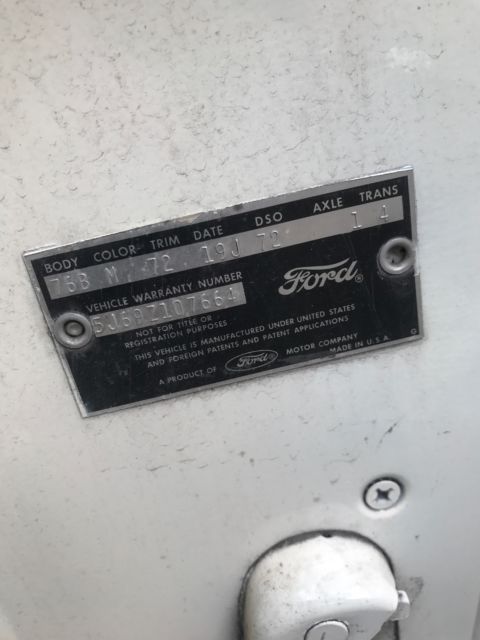 BODY COLOR TRIM DATE DSO AXLE TRANS
76B M 72 19J 72 1 4
VEHICLE WARRANTY NUMBER
5J69Z107664
Ford®
NOT FOR TITLE OR
REGISTRATION PURPOSES
THIS VEHICLE IS MANUFACTURED UNDER UNITED STATES
AND FOREIGN PATENTS AND PATENT APPLICATIONS
A PRODUCT OF Ford MOTOR COMPANY
MADE IN U.S.A.
G